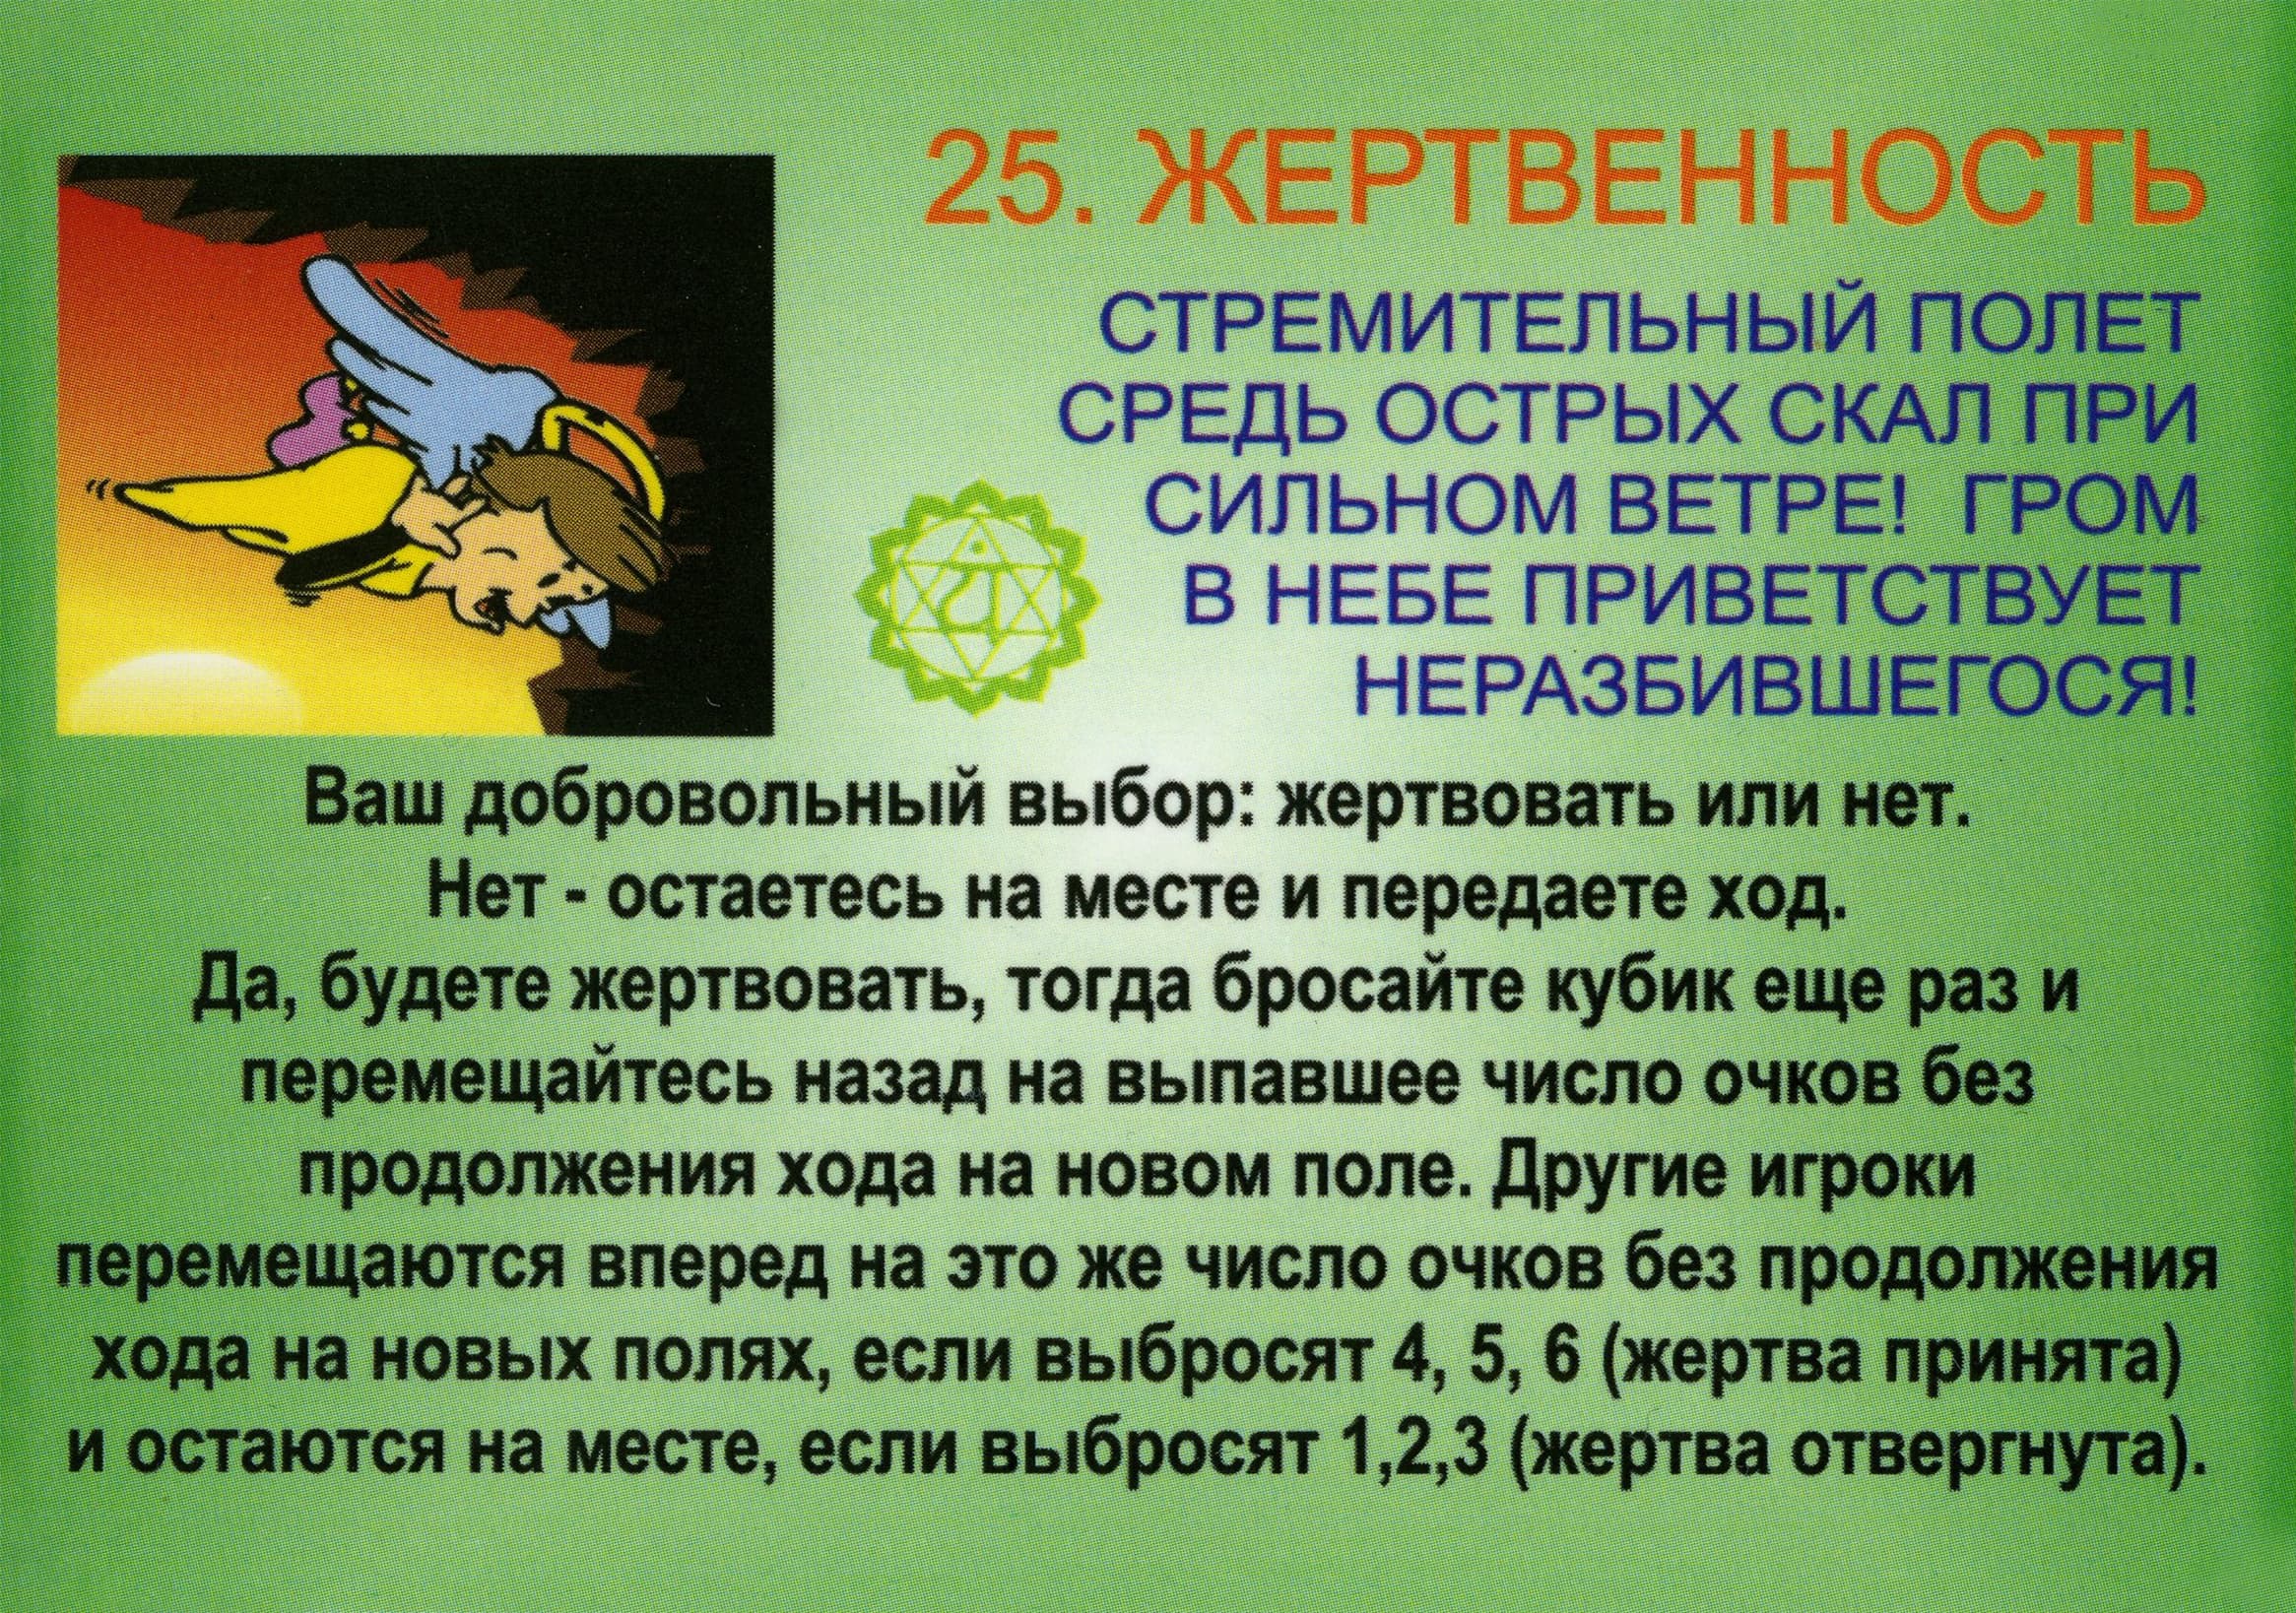 25. ЖЕРТВЕННОСТЬ
СТРЕМИТЕЛЬНЫЙ ПОЛЕТ
СРЕДЬ ОСТРЫХ СКАЛ ПРИ
СИЛЬНОМ ВЕТРЕ! ГРОМ
В НЕБЕ ПРИВЕТСТВУЕТ
НЕРАЗБИВШЕГОСЯ!
Ваш добровольный выбор: жертвовать или нет.
Нет - остаетесь на месте и передаете ход.
Да, будете жертвовать, тогда бросайте кубик еще раз и
перемещайтесь назад на выпавшее число очков без
продолжения хода на новом поле. Другие игроки
перемещаются вперед на это же число очков без продолжения
хода на новых полях, если выбросят 4, 5, 6 (жертва принята)
и остаются на месте, если выбросят 1,2,3 (жертва отвергнута).